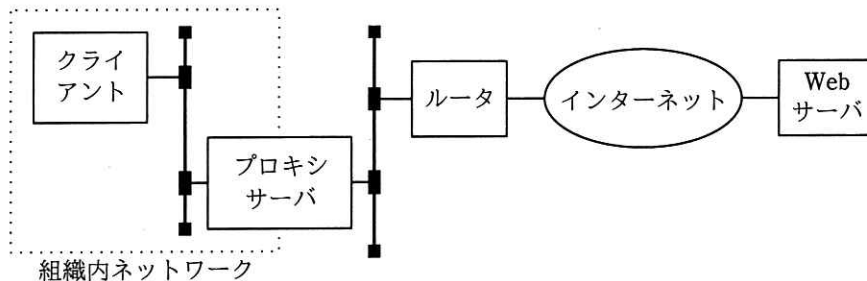 クライ
アント
プロキシ
サーバ
ルータ
インターネット
Web
サーバ
組織内ネットワーク